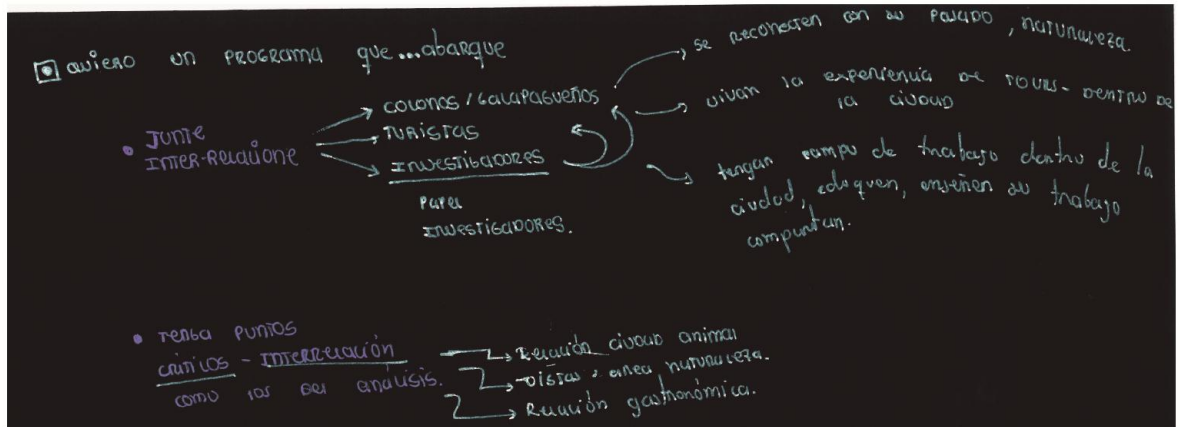 QUIERO UN PROGRAMA que...abarque
• JUNTE
INTER-RELACIONE
COLONOS / GALAPAGUEÑOS
TURISTAS
INVESTIGADORES
PARA
INVESTIGADORES.
se reconecten con su PASADO, NATURALEZA.
vivan la experiencia DE TOURS - DENTRO DE
la CIUDAD
tengan campo de trabajo dentro de la
ciudad, eduquen, enseñen su trabajo
compartan.
• TENGA PUNTOS
CRÍTICOS - INTERRELACIÓN
COMO los DEL análisis.
Relación ciudad animal
VISTAS, area naturaleza.
Relación gastronómica.